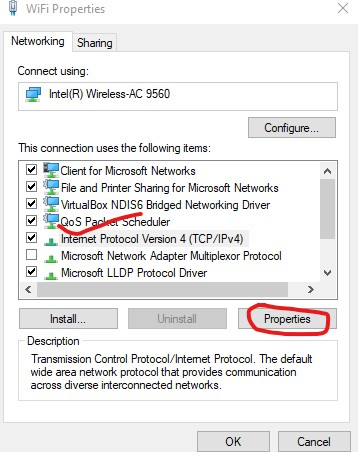 WiFi Properties
Networking
Sharing
Connect using:
Intel(R) Wireless-AC 9560
Configure...
This connection uses the following items:
Client for Microsoft Networks
File and Printer Sharing for Microsoft Networks
VirtualBox NDIS6 Bridged Networking Driver
QoS Packet Scheduler
Internet Protocol Version 4 (TCP/IPv4)
Microsoft Network Adapter Multiplexor Protocol
Microsoft LLDP Protocol Driver
Install...
Uninstall
Properties
Description
Transmission Control Protocol/Internet Protocol. The default
wide area network protocol that provides communication
across diverse interconnected networks.
OK
Cancel